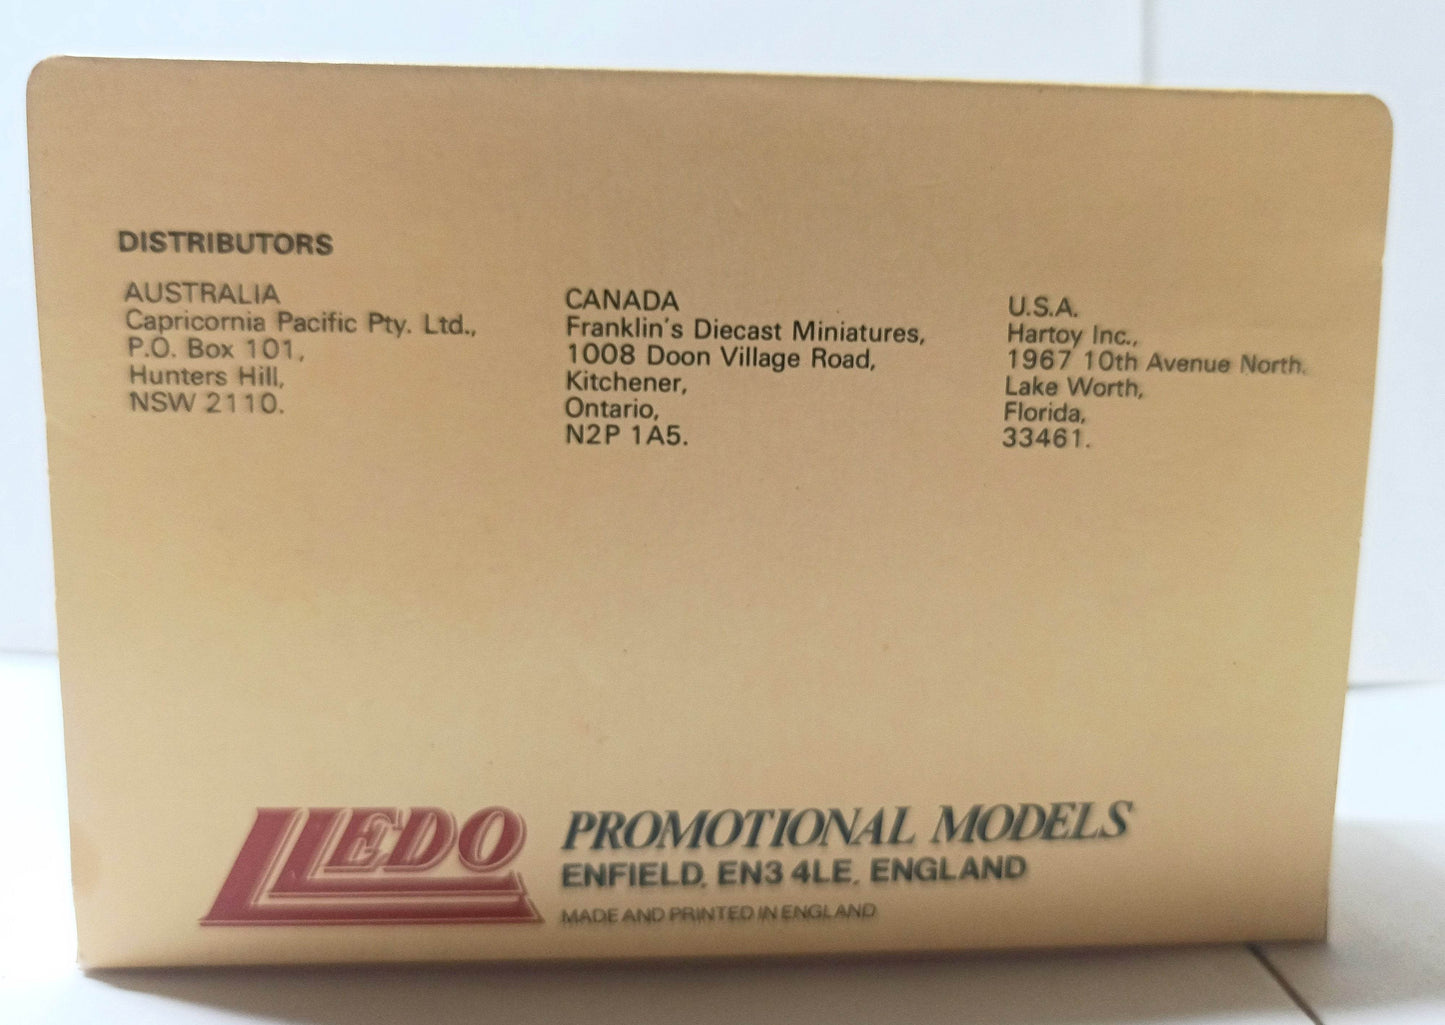 DISTRIBUTORS
AUSTRALIA
Capricornia Pacific Pty. Ltd.,
P.O. Box 101,
Hunters Hill,
NSW 2110.
CANADA
Franklin's Diecast Miniatures,
1008 Doon Village Road,
Kitchener,
Ontario,
N2P 1A5.
U.S.A.
Hartoy Inc.,
1967 10th Avenue North.
Lake Worth,
Florida,
33461.
LLEDO
PROMOTIONAL MODELS
ENFIELD, EN3 4LE, ENGLAND
MADE AND PRINTED IN ENGLAND